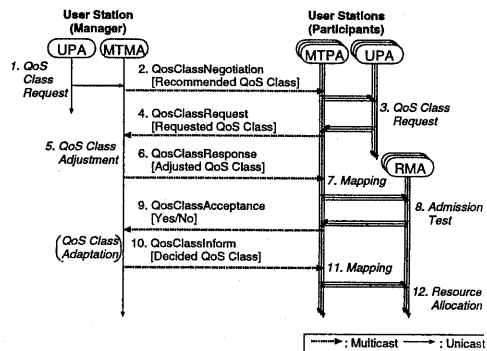 User Station
(Manager)
User Stations
(Participants)
UPA
MTMA
MTPA
UPA
1. QoS
Class
Request
2. QosClassNegotiation
[Recommended QoS Class]
3. QoS Class
Request
4. QosClassRequest
[Requested QoS Class]
5. QoS Class
Adjustment
6. QosClassResponse
[Adjusted QoS Class]
RMA
7. Mapping
8. Admission
Test
9. QosClassAcceptance
[Yes/No]
(QoS Class
Adaptation)
10. QosClassInform
[Decided QoS Class]
11. Mapping
12. Resource
Allocation
: Multicast
: Unicast